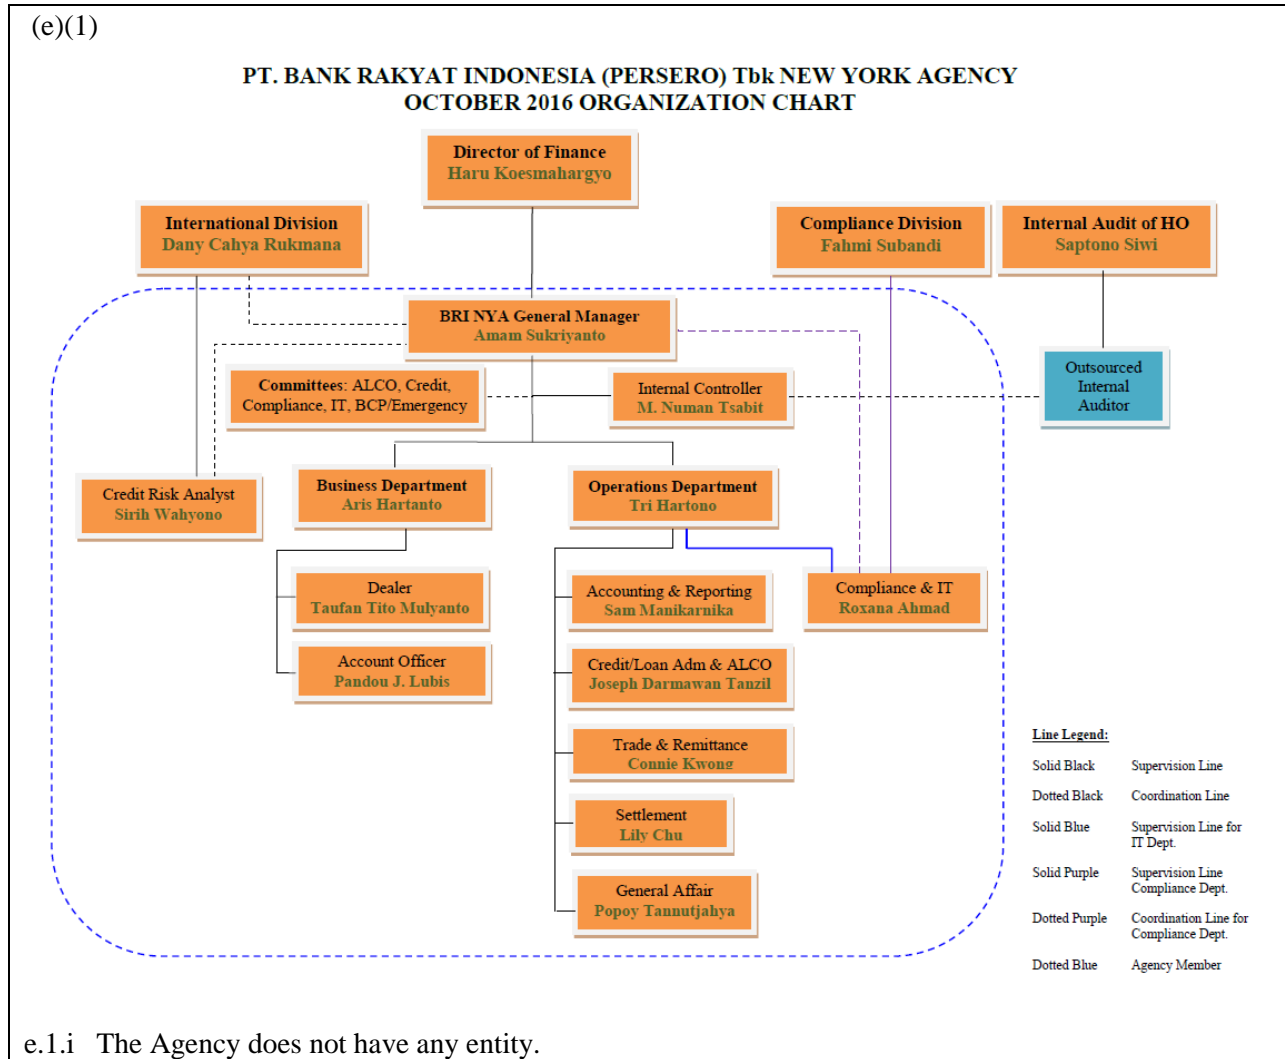 (e)(1)
PT. BANK RAKYAT INDONESIA (PERSERO) Tbk NEW YORK AGENCY
OCTOBER 2016 ORGANIZATION CHART
Director of Finance
Haru Koesmahargyo
International Division
Dany Cahya Rukmana
Compliance Division
Fahmi Subandi
Internal Audit of HO
Saptono Siwi
BRI NYA General Manager
Amam Sukriyanto
Committees: ALCO, Credit,
Compliance, IT, BCP/Emergency
Internal Controller
M. Numan Tsabit
Outsourced
Internal
Auditor
Credit Risk Analyst
Sirih Wahyono
Business Department
Aris Hartanto
Operations Department
Tri Hartono
Dealer
Taufan Tito Mulyanto
Accounting & Reporting
Sam Manikarnika
Compliance & IT
Roxana Ahmad
Account Officer
Pandou J. Lubis
Credit/Loan Adm & ALCO
Joseph Darmawan Tanzil
Trade & Remittance
Connie Kwong
Settlement
Lily Chu
General Affair
Popoy Tannutjahya
Line Legend:
Solid Black Supervision Line
Dotted Black Coordination Line
Solid Blue Supervision Line for
IT Dept.
Solid Purple Supervision Line
Compliance Dept.
Dotted Purple Coordination Line for
Compliance Dept.
Dotted Blue Agency Member
e.1.i The Agency does not have any entity.